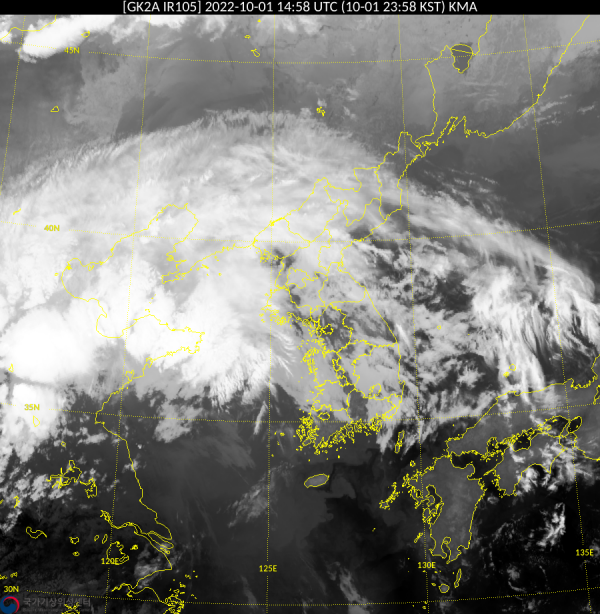 [GK2A IR105] 2022-10-01 14:58 UTC (10-01 23:58 KST) KMA
45N
40N
35N
135E
120E
125E
130E
30N